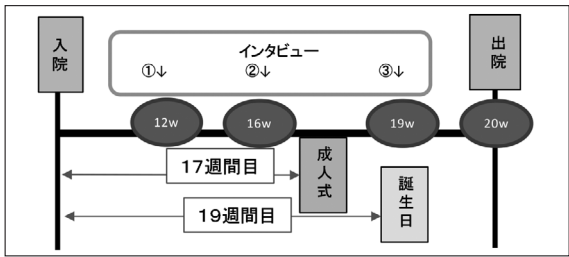 入院
インタビュー
出院
①↓
②↓
③↓
12w
16w
19w
20w
17週間目
成人式
誕生日
19週間目